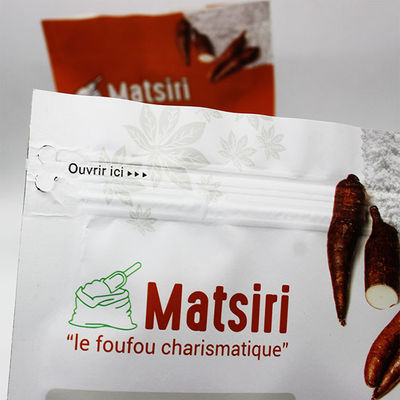 Matsiri
Ouvrir ici ▸▸▸
Matsiri
“le foufou charismatique”